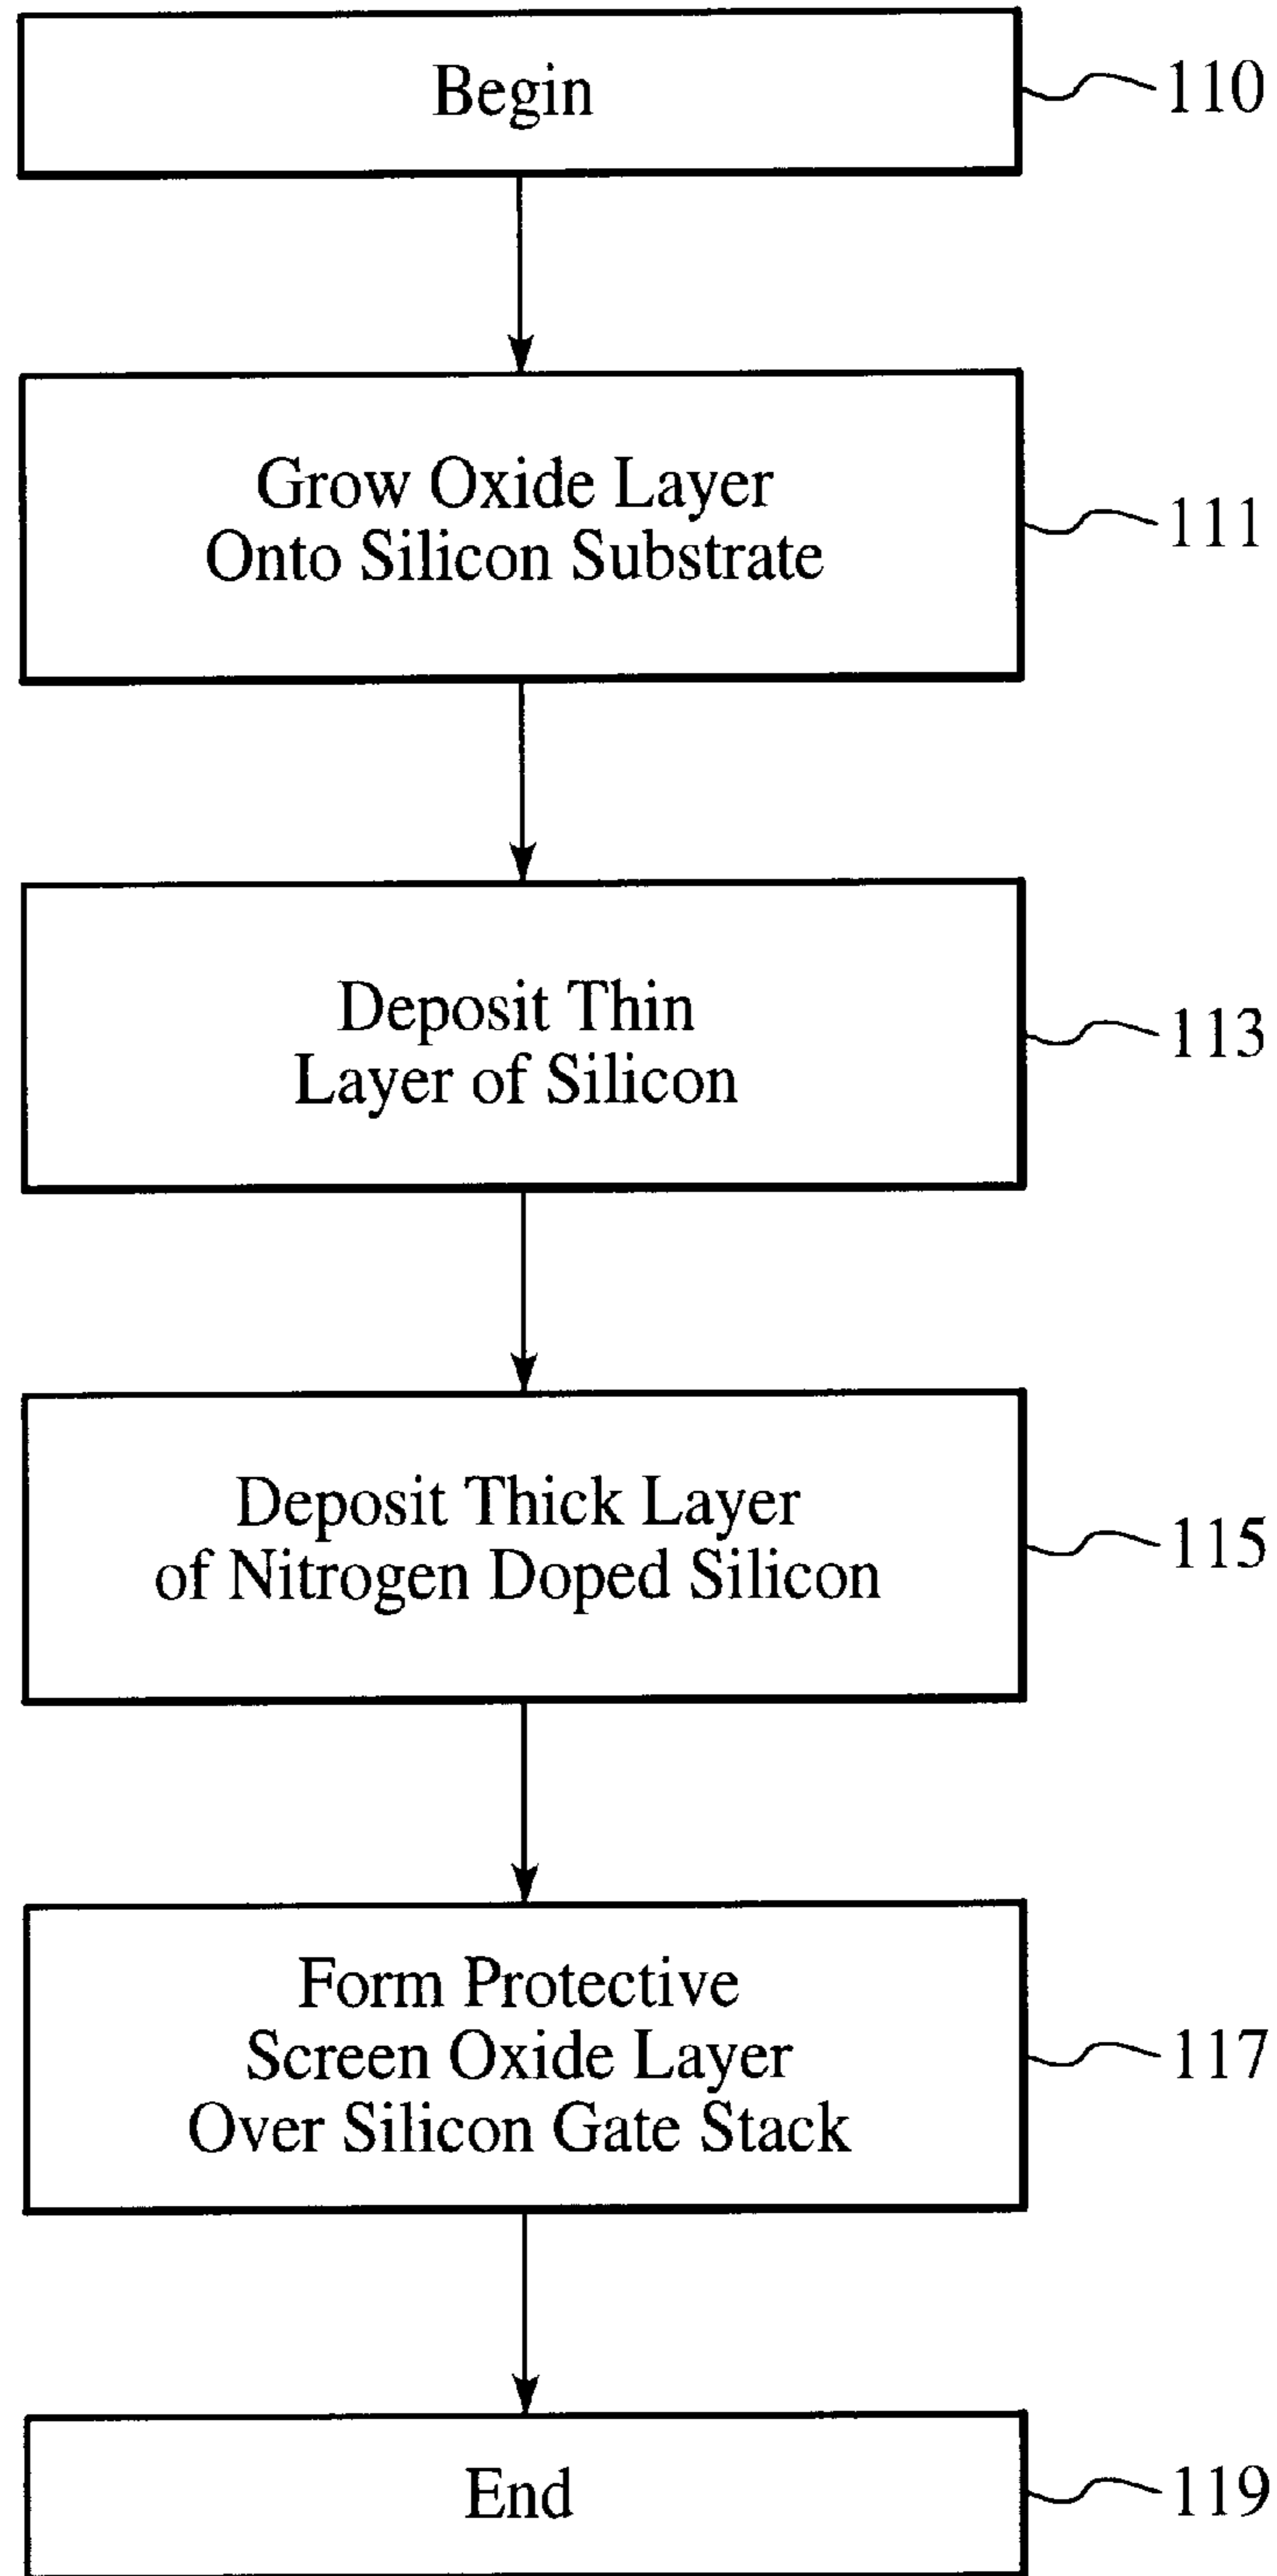 Begin
110
Grow Oxide Layer
Onto Silicon Substrate
111
Deposit Thin
Layer of Silicon
113
Deposit Thick Layer
of Nitrogen Doped Silicon
115
Form Protective
Screen Oxide Layer
Over Silicon Gate Stack
117
End
119